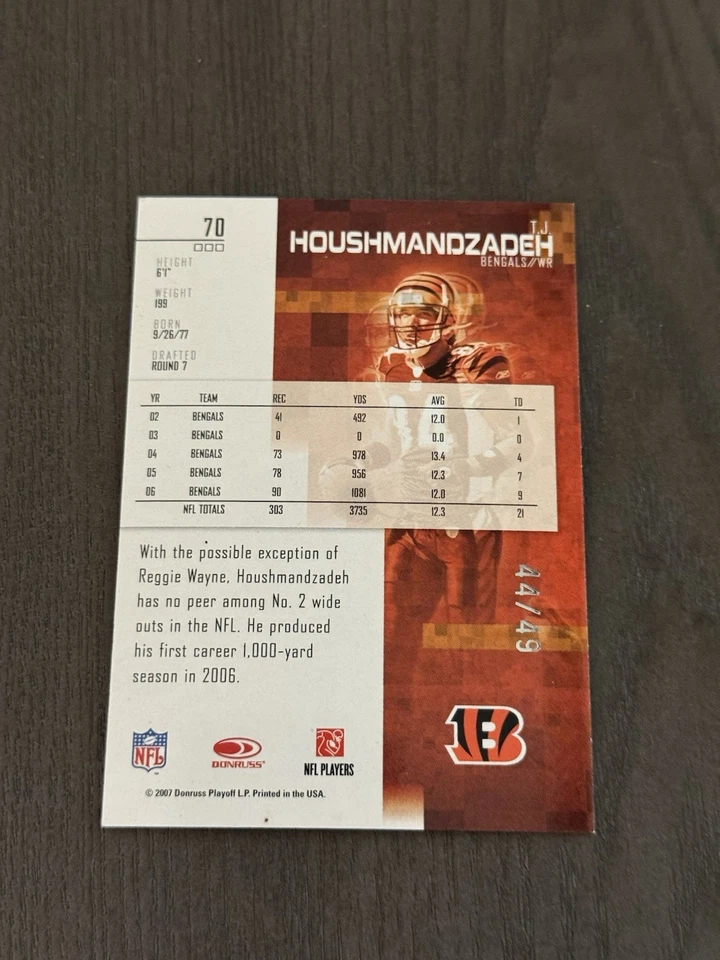 70
T.J.
HOUSHMANDZADEH
BENGALS//WR
HEIGHT
6'1"
WEIGHT
199
BORN
9/26/77
DRAFTED
ROUND 7
YR TEAM REC YDS AVG TD
02 BENGALS 41 492 12.0 1
03 BENGALS 0 0 0.0 0
04 BENGALS 73 978 13.4 4
05 BENGALS 78 956 12.3 7
06 BENGALS 90 1081 12.0 9
NFL TOTALS 303 3735 12.3 21
With the possible exception of
Reggie Wayne, Houshmandzadeh
has no peer among No. 2 wide
outs in the NFL. He produced
his first career 1,000-yard
season in 2006.
44/49
NFL
DONRUSS
NFL PLAYERS
B
© 2007 Donruss Playoff L.P. Printed in the USA.